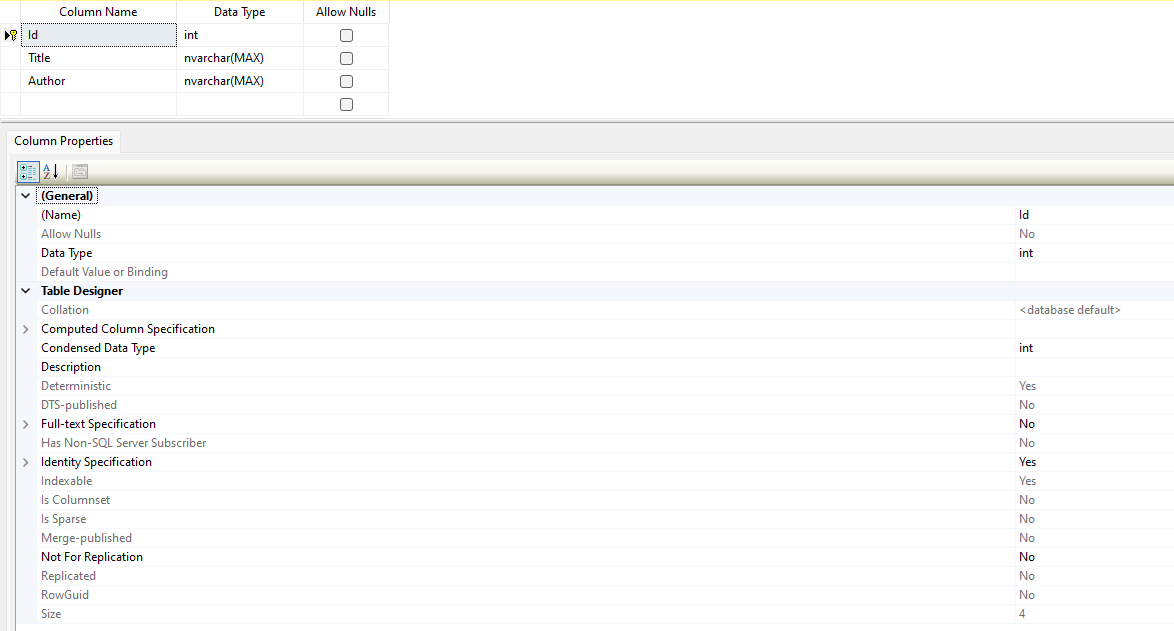 Column Name Data Type Allow Nulls
Id int
Title nvarchar(MAX)
Author nvarchar(MAX)
Column Properties
(General)
(Name) Id
Allow Nulls No
Data Type int
Default Value or Binding
Table Designer
Collation <database default>
Computed Column Specification
Condensed Data Type int
Description
Deterministic Yes
DTS-published No
Full-text Specification No
Has Non-SQL Server Subscriber No
Identity Specification Yes
Indexable Yes
Is Columnset No
Is Sparse No
Merge-published No
Not For Replication No
Replicated No
RowGuid No
Size 4